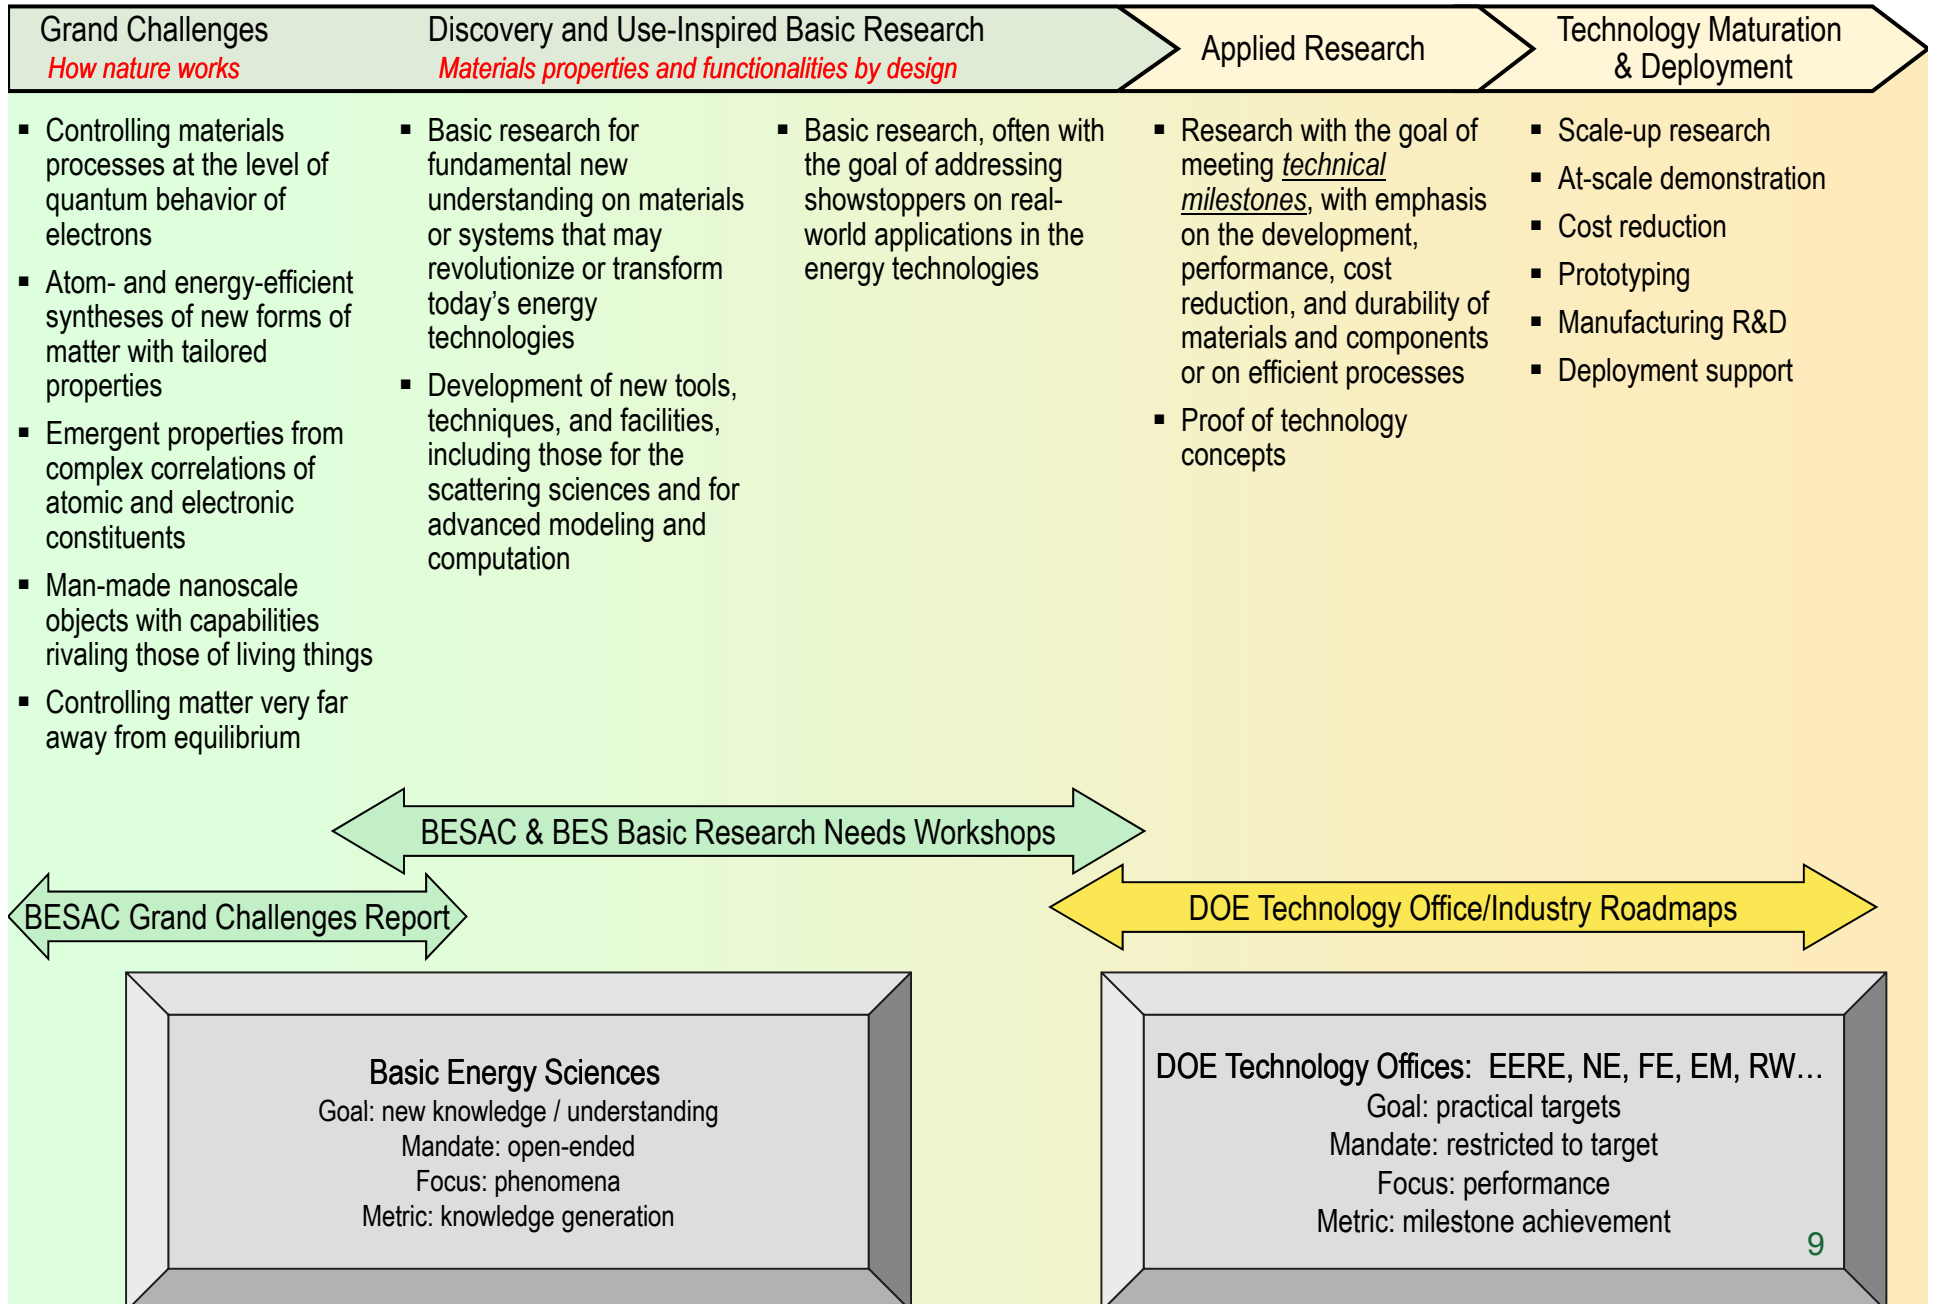 Grand Challenges
How nature works
Discovery and Use-Inspired Basic Research
Materials properties and functionalities by design
Applied Research
Technology Maturation
& Deployment
▪ Controlling materials
processes at the level of
quantum behavior of
electrons
▪ Atom- and energy-efficient
syntheses of new forms of
matter with tailored
properties
▪ Emergent properties from
complex correlations of
atomic and electronic
constituents
▪ Man-made nanoscale
objects with capabilities
rivaling those of living things
▪ Controlling matter very far
away from equilibrium
▪ Basic research for
fundamental new
understanding on materials
or systems that may
revolutionize or transform
today's energy
technologies
▪ Development of new tools,
techniques, and facilities,
including those for the
scattering sciences and for
advanced modeling and
computation
▪ Basic research, often with
the goal of addressing
showstoppers on real-
world applications in the
energy technologies
▪ Research with the goal of
meeting technical
milestones, with emphasis
on the development,
performance, cost
reduction, and durability of
materials and components
or on efficient processes
▪ Proof of technology
concepts
▪ Scale-up research
▪ At-scale demonstration
▪ Cost reduction
▪ Prototyping
▪ Manufacturing R&D
▪ Deployment support
BESAC & BES Basic Research Needs Workshops
BESAC Grand Challenges Report
DOE Technology Office/Industry Roadmaps
Basic Energy Sciences
Goal: new knowledge / understanding
Mandate: open-ended
Focus: phenomena
Metric: knowledge generation
DOE Technology Offices: EERE, NE, FE, EM, RW…
Goal: practical targets
Mandate: restricted to target
Focus: performance
Metric: milestone achievement
9